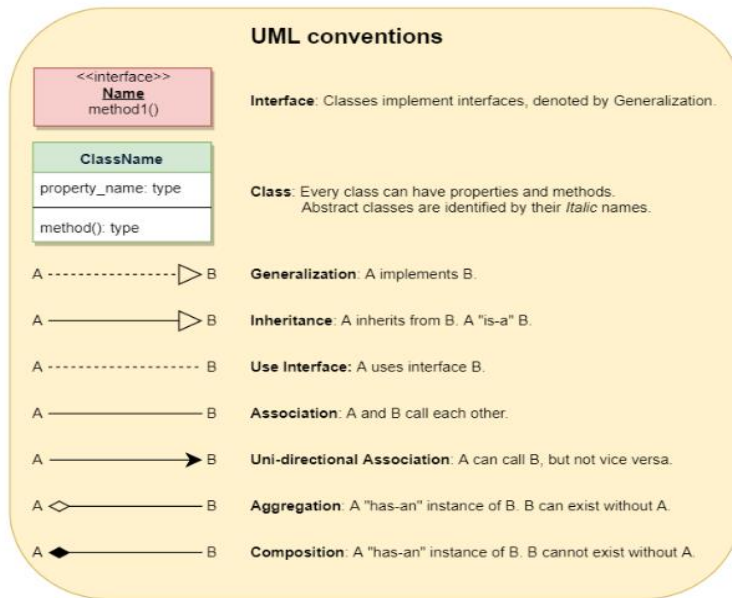 UML conventions
<<interface>>
Name
method1()
Interface: Classes implement interfaces, denoted by Generalization.
ClassName
property_name: type
method(): type
Class: Every class can have properties and methods.
Abstract classes are identified by their Italic names.
A B Generalization: A implements B.
A B Inheritance: A inherits from B. A "is-a" B.
A B Use Interface: A uses interface B.
A B Association: A and B call each other.
A B Uni-directional Association: A can call B, but not vice versa.
A B Aggregation: A "has-an" instance of B. B can exist without A.
A B Composition: A "has-an" instance of B. B cannot exist without A.